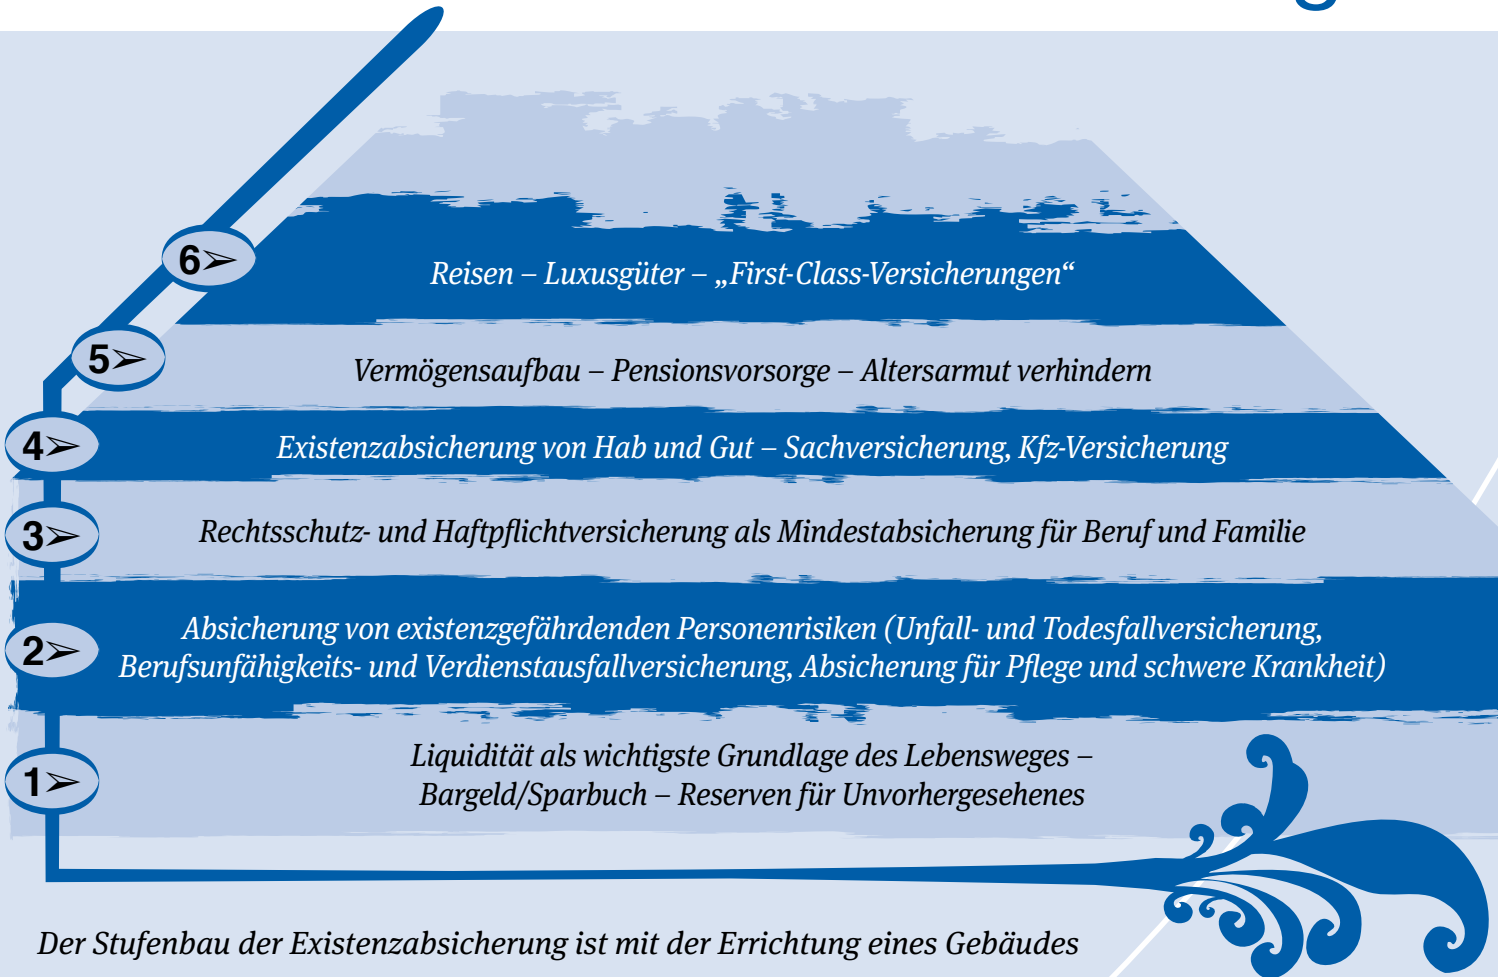 6➢
Reisen – Luxusgüter – „First-Class-Versicherungen“
5➢
Vermögensaufbau – Pensionsvorsorge – Altersarmut verhindern
4➢
Existenzabsicherung von Hab und Gut – Sachversicherung, Kfz-Versicherung
3➢
Rechtsschutz- und Haftpflichtversicherung als Mindestabsicherung für Beruf und Familie
2➢
Absicherung von existenzgefährdenden Personenrisiken (Unfall- und Todesfallversicherung,
Berufsunfähigkeits- und Verdienstausfallversicherung, Absicherung für Pflege und schwere Krankheit)
1➢
Liquidität als wichtigste Grundlage des Lebensweges –
Bargeld/Sparbuch – Reserven für Unvorhergesehenes
Der Stufenbau der Existenzabsicherung ist mit der Errichtung eines Gebäudes